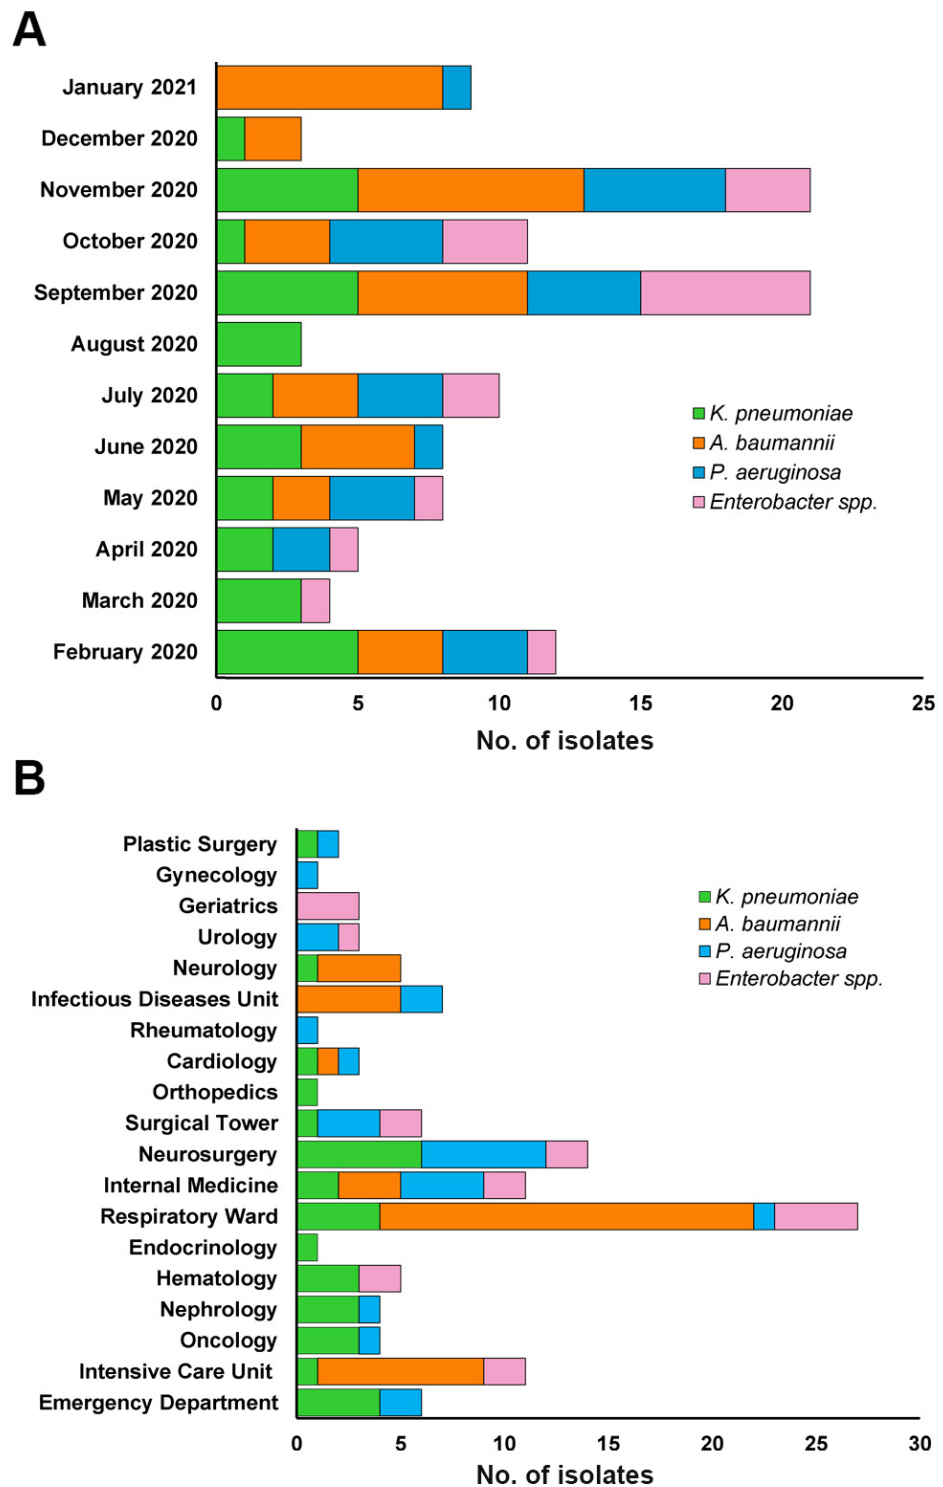 A
January 2021
December 2020
November 2020
October 2020
September 2020
August 2020
July 2020
June 2020
May 2020
April 2020
March 2020
February 2020
K. pneumoniae
A. baumannii
P. aeruginosa
Enterobacter spp.
0 5 10 15 20 25
No. of isolates
B
Plastic Surgery
Gynecology
Geriatrics
Urology
Neurology
Infectious Diseases Unit
Rheumatology
Cardiology
Orthopedics
Surgical Tower
Neurosurgery
Internal Medicine
Respiratory Ward
Endocrinology
Hematology
Nephrology
Oncology
Intensive Care Unit
Emergency Department
K. pneumoniae
A. baumannii
P. aeruginosa
Enterobacter spp.
0 5 10 15 20 25 30
No. of isolates